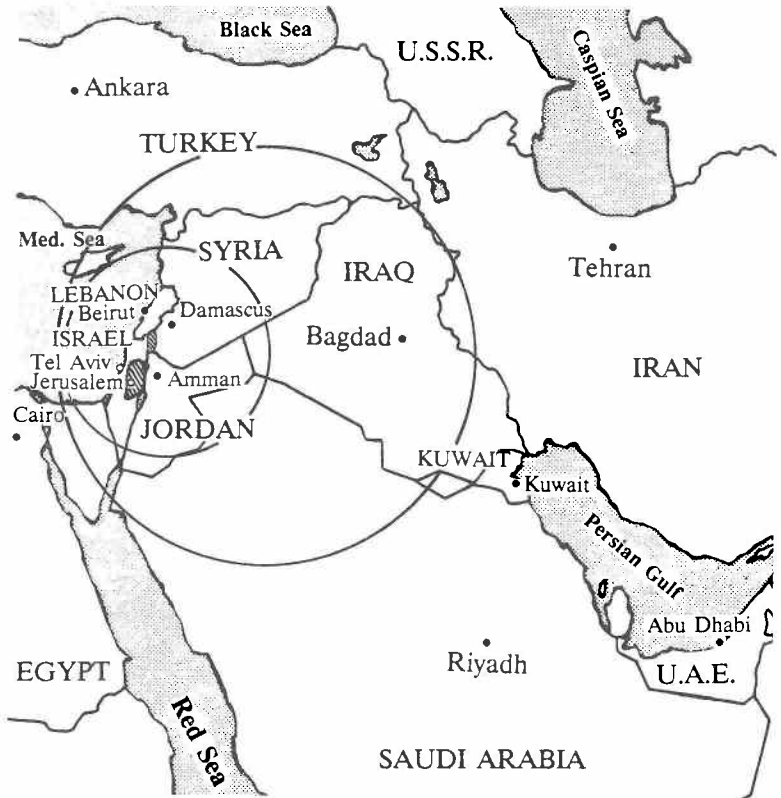 Black Sea
U.S.S.R.
Caspian Sea
Ankara
TURKEY
Med. Sea
SYRIA
IRAQ
Tehran
LEBANON
Beirut
Damascus
ISRAEL
Bagdad
Tel Aviv
IRAN
Jerusalem
Amman
Cairo
JORDAN
KUWAIT
Kuwait
Persian Gulf
Abu Dhabi
Riyadh
EGYPT
U.A.E.
Red Sea
SAUDI ARABIA